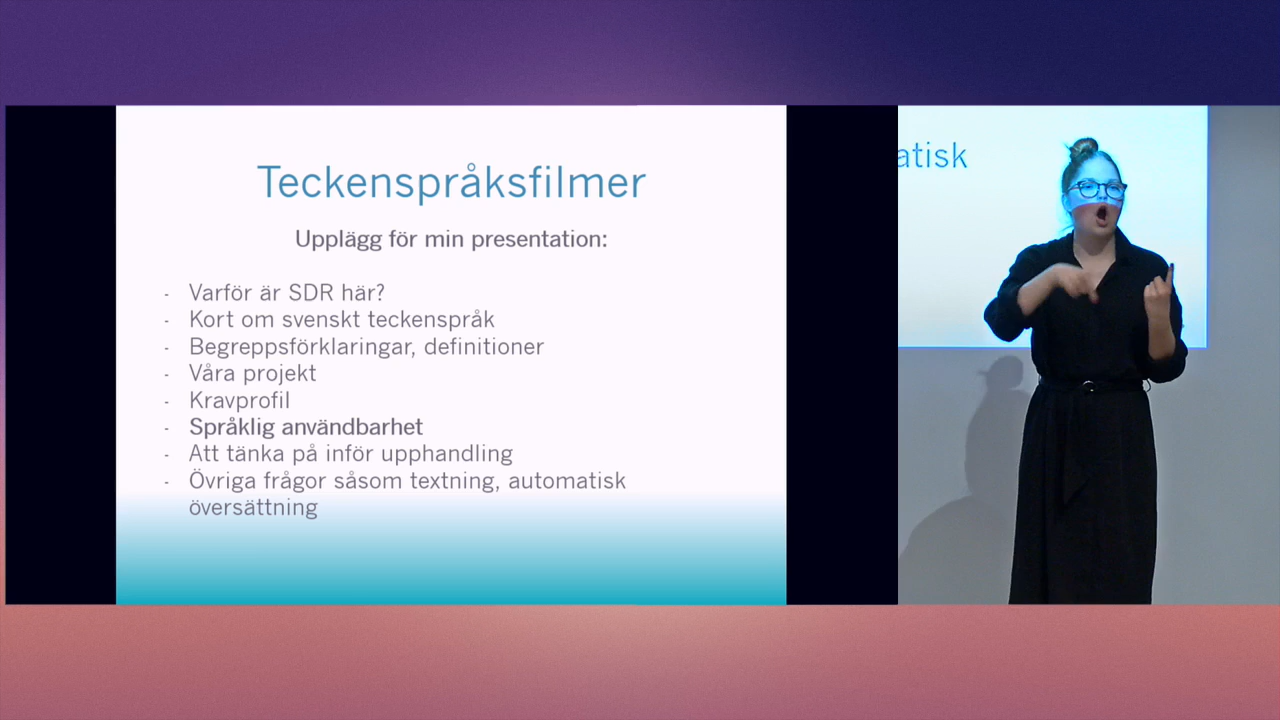 Teckenspråksfilmer
Upplägg för min presentation:
- Varför är SDR här?
- Kort om svenskt teckenspråk
- Begreppsförklaringar, definitioner
- Våra projekt
- Kravprofil
- Språklig användbarhet
- Att tänka på inför upphandling
- Övriga frågor såsom textning, automatisk
översättning
atisk